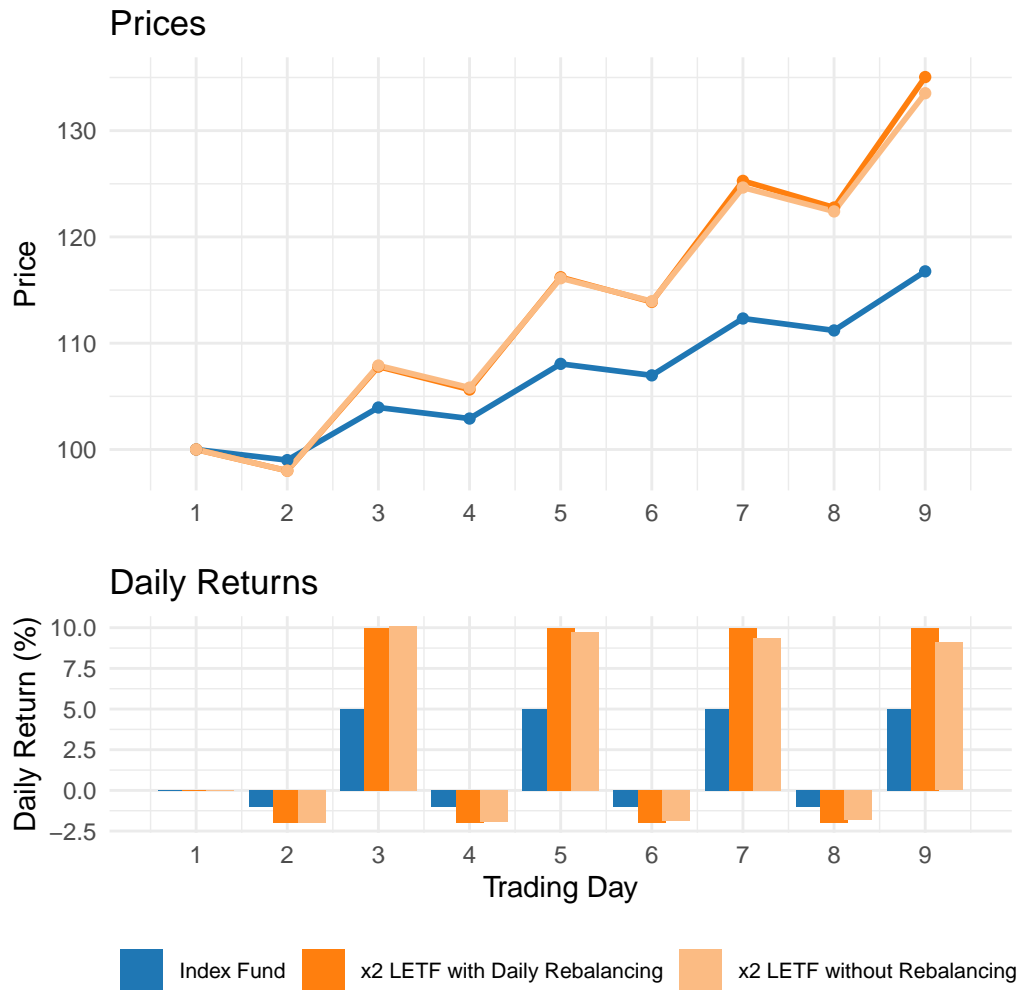 Prices
Price
130
120
110
100
1 2 3 4 5 6 7 8 9
Daily Returns
Daily Return (%)
10.0
7.5
5.0
2.5
0.0
−2.5
1 2 3 4 5 6 7 8 9
Trading Day
Index Fund x2 LETF with Daily Rebalancing x2 LETF without Rebalancing